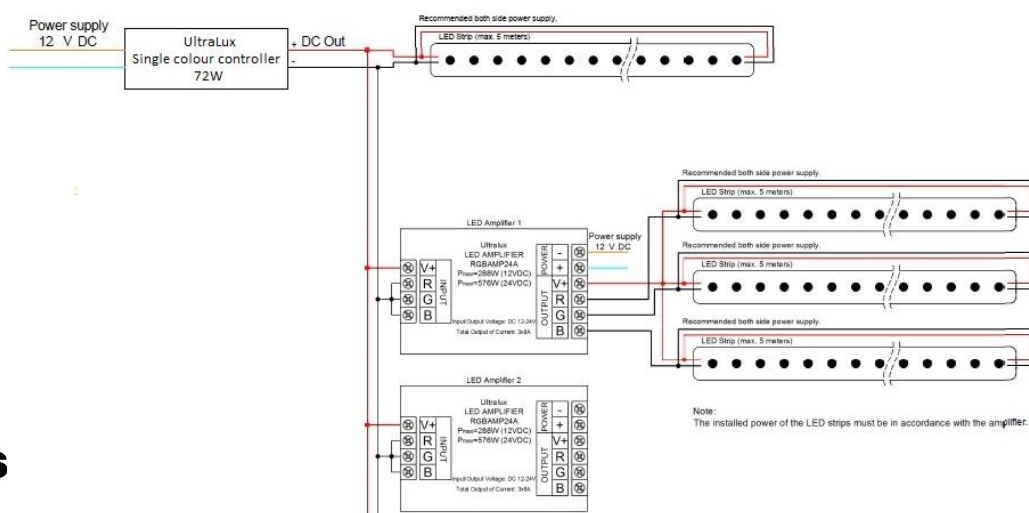 Power supply
12 V DC
UltraLux
Single colour controller
72W
+ DC Out
-
Recommended both side power supply.
LED Strip (max. 5 meters)
LED Amplifier 1
Ultralux
LED AMPLIFIER
RGBAMP24A
Pmax=288W (12VDC)
Pmax=576W (24VDC)
Input/Output Voltage: DC 12-24V
Total Output of Current: 3x8A
V+
R
G
B
INPUT
POWER
-
+
OUTPUT
V+
R
G
B
Power supply
12 V DC
Recommended both side power supply.
LED Strip (max. 5 meters)
Recommended both side power supply.
LED Strip (max. 5 meters)
Recommended both side power supply.
LED Strip (max. 5 meters)
Note:
The installed power of the LED strips must be in accordance with the amplifier.
LED Amplifier 2
Ultralux
LED AMPLIFIER
RGBAMP24A
Pmax=288W (12VDC)
Pmax=576W (24VDC)
Input/Output Voltage: DC 12-24V
Total Output of Current: 3x8A
V+
R
G
B
INPUT
POWER
-
+
OUTPUT
V+
R
G
B
s